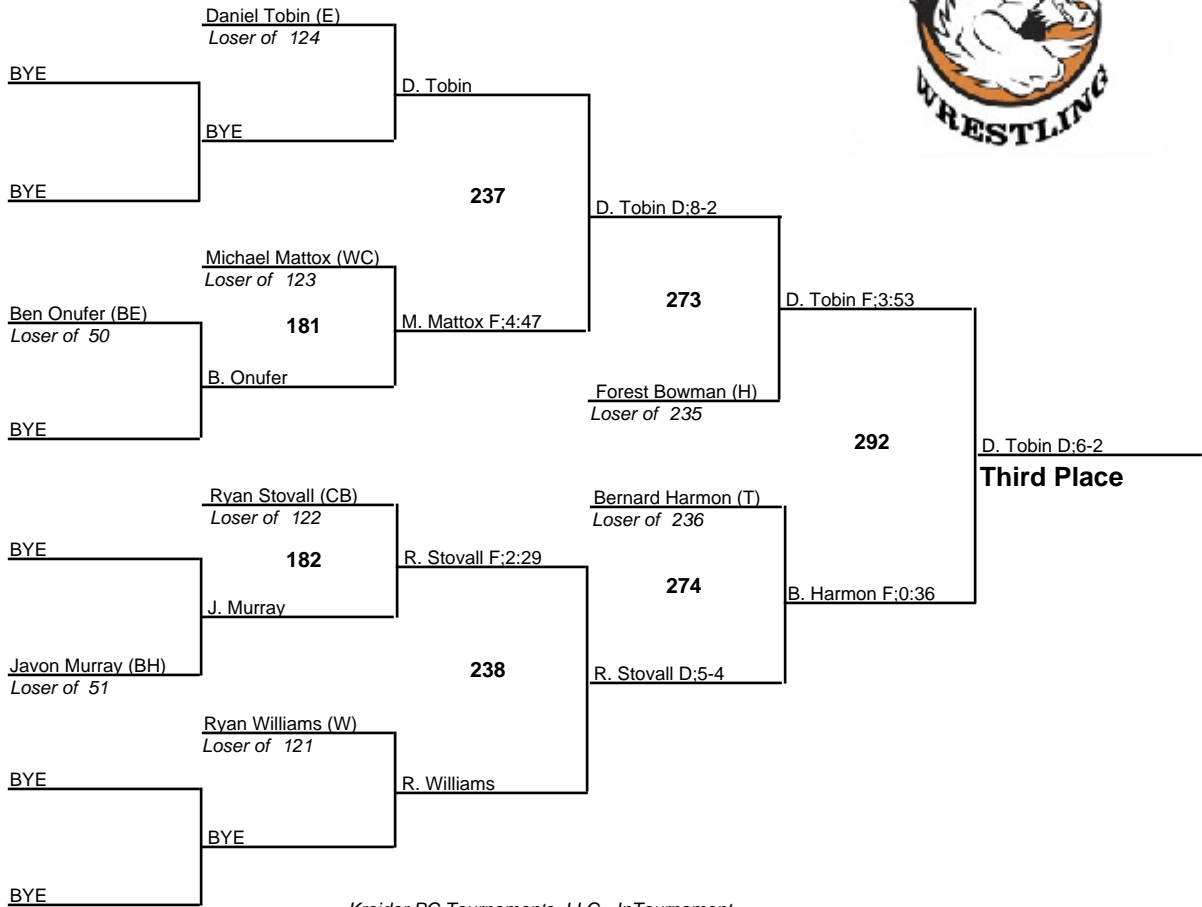 Daniel Tobin (E)
Loser of 124
BYE
D. Tobin
BYE
WRESTLING
BYE
237
D. Tobin D;8-2
Michael Mattox (WC)
Loser of 123
Ben Onufer (BE)
Loser of 50
181
M. Mattox F;4:47
273
D. Tobin F;3:53
B. Onufer
Forest Bowman (H)
Loser of 235
BYE
292
D. Tobin D;6-2
Third Place
Ryan Stovall (CB)
Loser of 122
Bernard Harmon (T)
Loser of 236
BYE
182
R. Stovall F;2:29
274
J. Murray
B. Harmon F;0:36
Javon Murray (BH)
Loser of 51
238
R. Stovall D;5-4
Ryan Williams (W)
Loser of 121
BYE
R. Williams
BYE
BYE